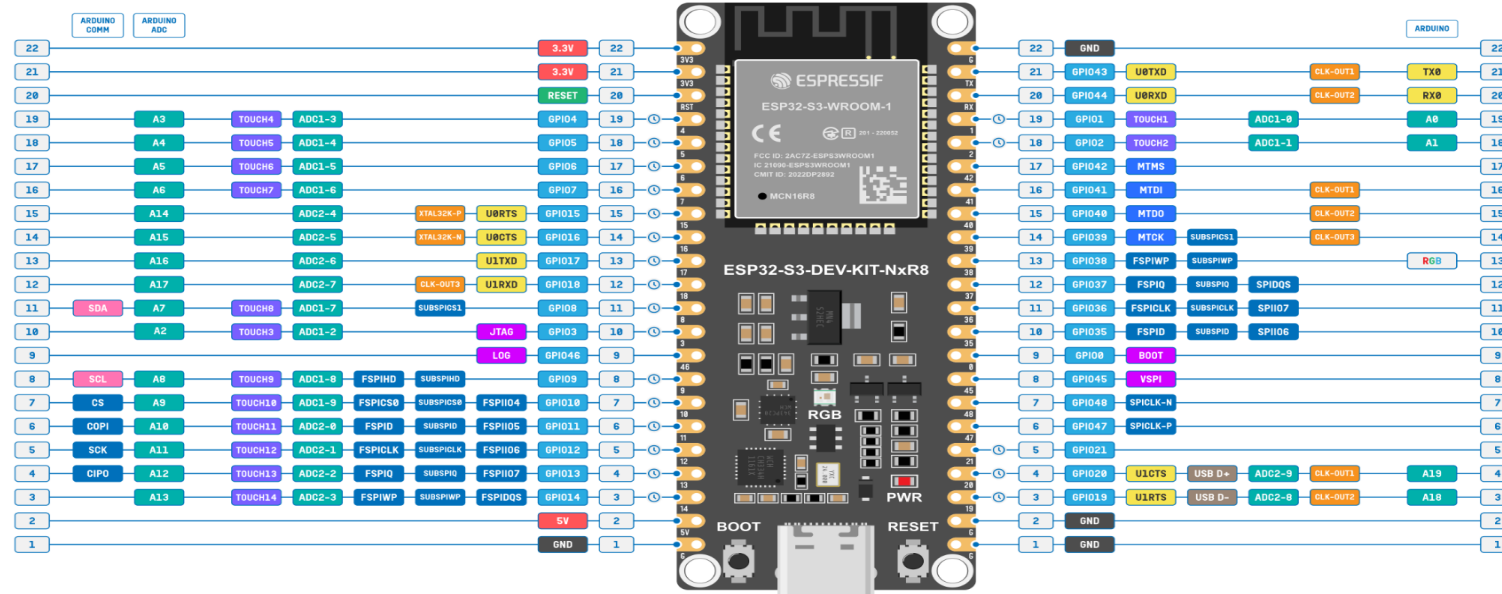 ARDUINO COMM ARDUINO ADC ARDUINO
22 3.3V 22 3V3 G 22 GND 22
21 3.3V 21 3V3 TX 21 GPIO43 U0TXD CLK-OUT1 TX0 21
20 RESET 20 RST RX 20 GPIO44 U0RXD CLK-OUT2 RX0 20
19 A3 TOUCH4 ADC1-3 GPIO4 19 4 1 19 GPIO1 TOUCH1 ADC1-0 A0 19
18 A4 TOUCH5 ADC1-4 GPIO5 18 5 2 18 GPIO2 TOUCH2 ADC1-1 A1 18
17 A5 TOUCH6 ADC1-5 GPIO6 17 6 42 17 GPIO42 MTMS 17
16 A6 TOUCH7 ADC1-6 GPIO7 16 7 41 16 GPIO41 MTDI CLK-OUT1 16
15 A14 ADC2-4 XTAL32K-P U0RTS GPIO15 15 15 40 15 GPIO40 MTDO CLK-OUT2 15
14 A15 ADC2-5 XTAL32K-N U0CTS GPIO16 14 16 39 14 GPIO39 MTCK SUBSPICS1 CLK-OUT3 14
13 A16 ADC2-6 U1TXD GPIO17 13 17 38 13 GPIO38 FSPIWP SUBSPIWP RGB 13
12 A17 ADC2-7 CLK-OUT3 U1RXD GPIO18 12 18 37 12 GPIO37 FSPIQ SUBSPIQ SPIDQS 12
11 SDA A7 TOUCH8 ADC1-7 SUBSPICS1 GPIO8 11 8 36 11 GPIO36 FSPICLK SUBSPICLK SPIIO7 11
10 A2 TOUCH3 ADC1-2 JTAG GPIO3 10 3 35 10 GPIO35 FSPID SUBSPID SPIIO6 10
9 LOG GPIO46 9 46 0 9 GPIO0 BOOT 9
8 SCL A8 TOUCH9 ADC1-8 FSPIHD SUBSPIHD GPIO9 8 9 45 8 GPIO45 VSPI 8
7 CS A9 TOUCH10 ADC1-9 FSPICS0 SUBSPICS0 FSPIIO4 GPIO10 7 10 48 7 GPIO48 SPICLK-N 7
6 COPI A10 TOUCH11 ADC2-0 FSPID SUBSPID FSPIIO5 GPIO11 6 11 47 6 GPIO47 SPICLK-P 6
5 SCK A11 TOUCH12 ADC2-1 FSPICLK SUBSPICLK FSPIIO6 GPIO12 5 12 21 5 GPIO21 5
4 CIPO A12 TOUCH13 ADC2-2 FSPIQ SUBSPIQ FSPIIO7 GPIO13 4 13 20 4 GPIO20 U1CTS USB D+ ADC2-9 CLK-OUT1 A19 4
3 A13 TOUCH14 ADC2-3 FSPIWP SUBSPIWP FSPIDQS GPIO14 3 14 19 3 GPIO19 U1RTS USB D- ADC2-8 CLK-OUT2 A18 3
2 5V 2 5V G 2 GND 2
1 GND 1 G G 1 GND 1
ESPRESSIF
ESP32-S3-WROOM-1
CE R 201 - 220052
FCC ID: 2AC7Z-ESPS3WROOM1
IC 21098-ESPS3WROOM1
CMIT ID: 2022DP2892
MCN16R8
ESP32-S3-DEV-KIT-NxR8
RGB
PWR
BOOT RESET